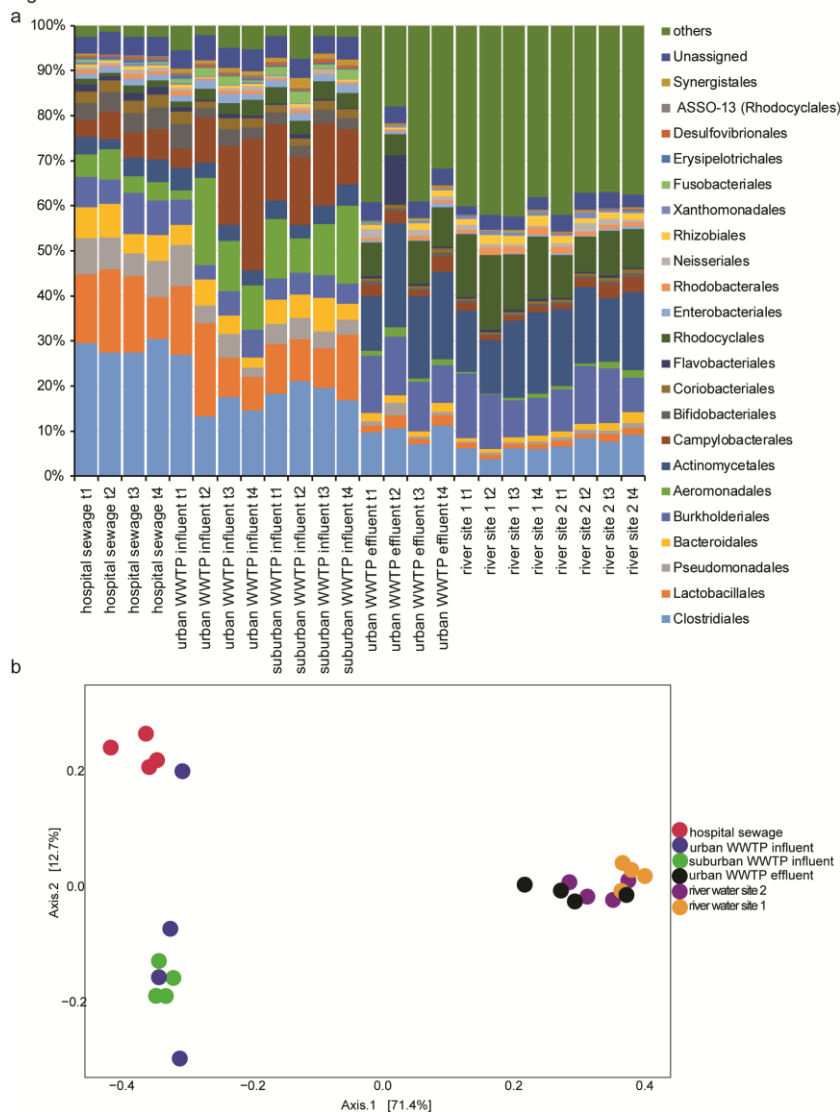 a
100%
90%
80%
70%
60%
50%
40%
30%
20%
10%
0%
hospital sewage t1
hospital sewage t2
hospital sewage t3
hospital sewage t4
urban WWTP influent t1
urban WWTP influent t2
urban WWTP influent t3
urban WWTP influent t4
suburban WWTP influent t1
suburban WWTP influent t2
suburban WWTP influent t3
suburban WWTP influent t4
urban WWTP effluent t1
urban WWTP effluent t2
urban WWTP effluent t3
urban WWTP effluent t4
river site 1 t1
river site 1 t2
river site 1 t3
river site 1 t4
river site 2 t1
river site 2 t2
river site 2 t3
river site 2 t4
others
Unassigned
Synergistales
ASSO-13 (Rhodocyclales)
Desulfovibrionales
Erysipelotrichales
Fusobacteriales
Xanthomonadales
Rhizobiales
Neisseriales
Rhodobacterales
Enterobacteriales
Rhodocyclales
Flavobacteriales
Coriobacteriales
Bifidobacteriales
Campylobacterales
Actinomycetales
Aeromonadales
Burkholderiales
Bacteroidales
Pseudomonadales
Lactobacillales
Clostridiales
b
Axis.2 [12.7%]
0.2
0.0
−0.2
−0.4
−0.2
0.0
0.2
0.4
Axis.1 [71.4%]
hospital sewage
urban WWTP influent
suburban WWTP influent
urban WWTP effluent
river water site 2
river water site 1